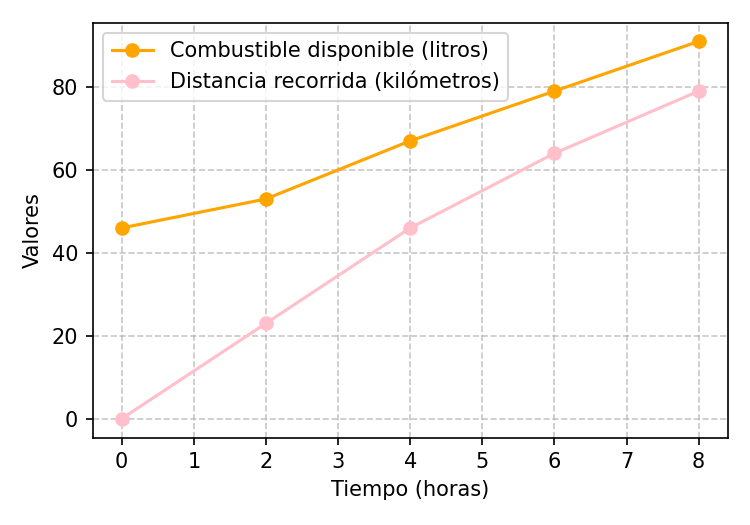 Combustible disponible (litros)
Distancia recorrida (kilómetros)
Valores
80
60
40
20
0
0 1 2 3 4 5 6 7 8
Tiempo (horas)